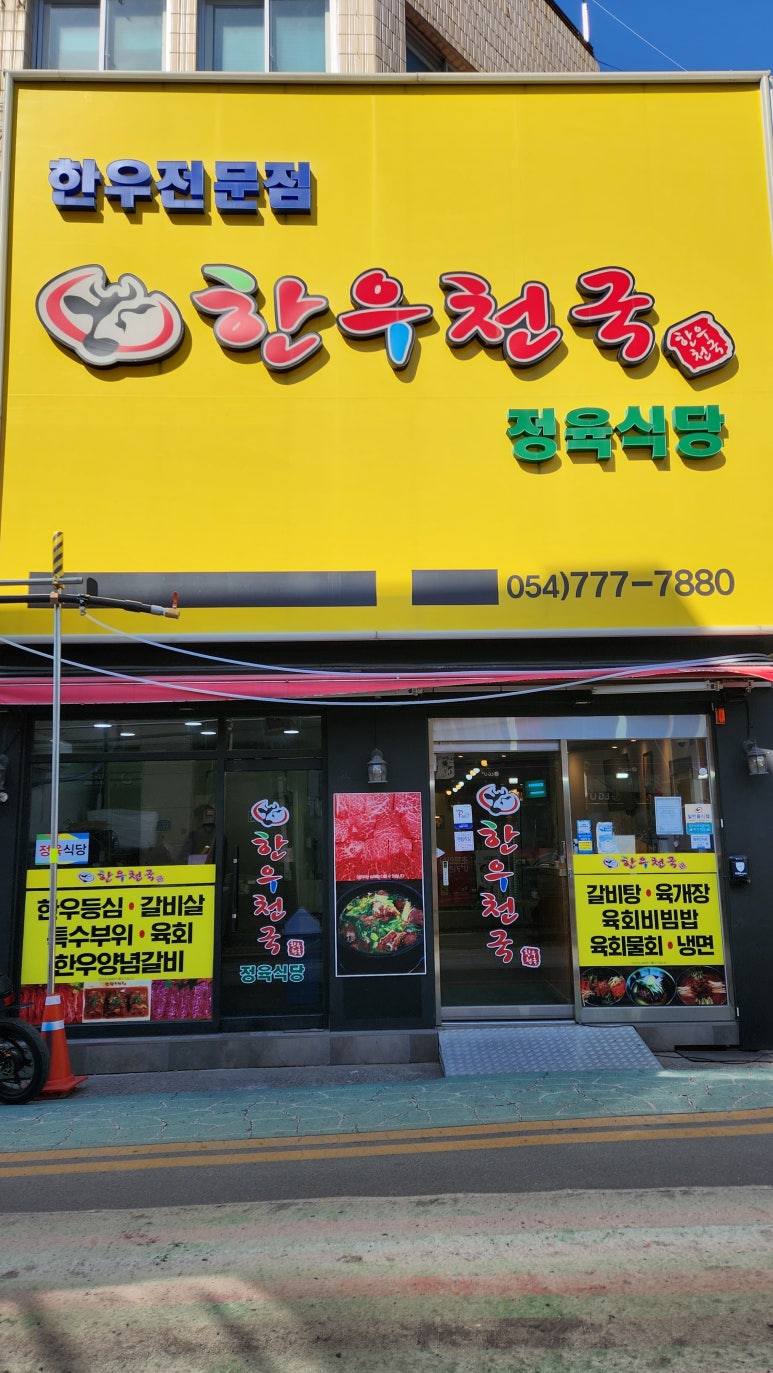 한우전문점
한우천국
한우
천국
정육식당
054)777-7880
정육식당
한우천국
한우등심·갈비살
특수부위·육회
한우양념갈비
한우천국
정육식당
한우천국
한우천국
갈비탕·육개장
육회비빔밥
육회물회·냉면